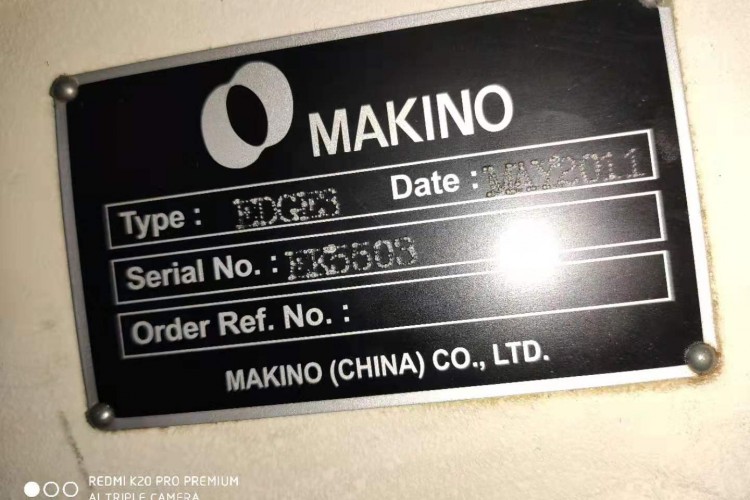 MAKINO
Type : EDGE3 Date : MAY2011
Serial No. : EK5503
Order Ref. No. :
MAKINO (CHINA) CO., LTD.
REDMI K20 PRO PREMIUM
AI TRIPLE CAMERA